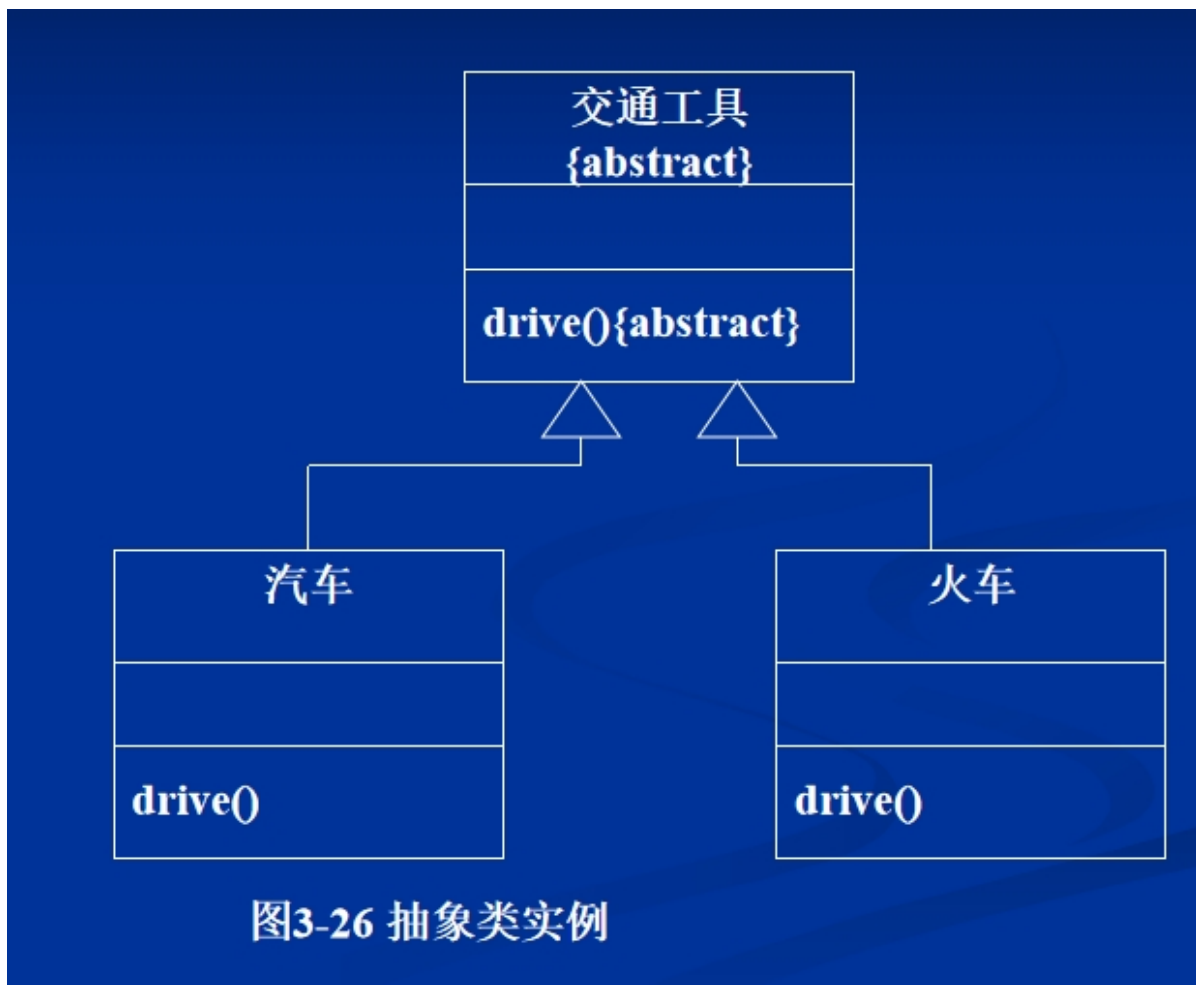 交通工具
{abstract}
drive(){abstract}
汽车
火车
drive()
drive()
图3-26 抽象类实例